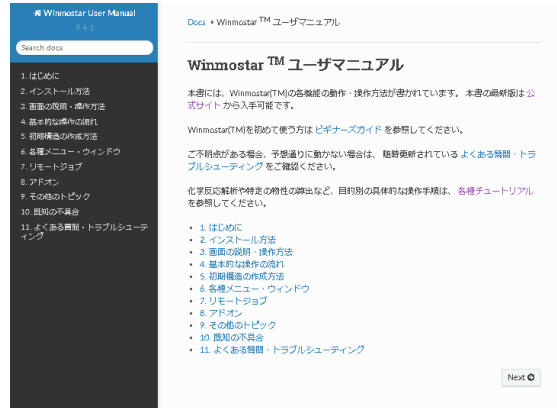 Winmostar User Manual
9.4.1
Search docs
1. はじめに
2. インストール方法
3. 画面の説明・操作方法
4. 基本的な操作の流れ
5. 初期構造の作成方法
6. 各種メニュー・ウィンドウ
7. リモートジョブ
8. アドオン
9. その他のトピック
10. 既知の不具合
11. よくある質問・トラブルシューテ
ィング
Docs » Winmostar TM ユーザマニュアル
Winmostar TM ユーザマニュアル
本書には、Winmostar(TM)の各機能の動作・操作方法が書かれています。 本書の最新版は 公
式サイト から入手可能です。
Winmostar(TM)を初めて使う方は ビギナーズガイド を参照してください。
ご不明点がある場合、予想通りに動かない場合は、 随時更新されている よくある質問・トラ
ブルシューティング をご確認ください。
化学反応解析や特定の物性の算出など、目的別の具体的な操作手順は、 各種チュートリアル
を参照してください。
• 1. はじめに
• 2. インストール方法
• 3. 画面の説明・操作方法
• 4. 基本的な操作の流れ
• 5. 初期構造の作成方法
• 6. 各種メニュー・ウィンドウ
• 7. リモートジョブ
• 8. アドオン
• 9. その他のトピック
• 10. 既知の不具合
• 11. よくある質問・トラブルシューティング
Next